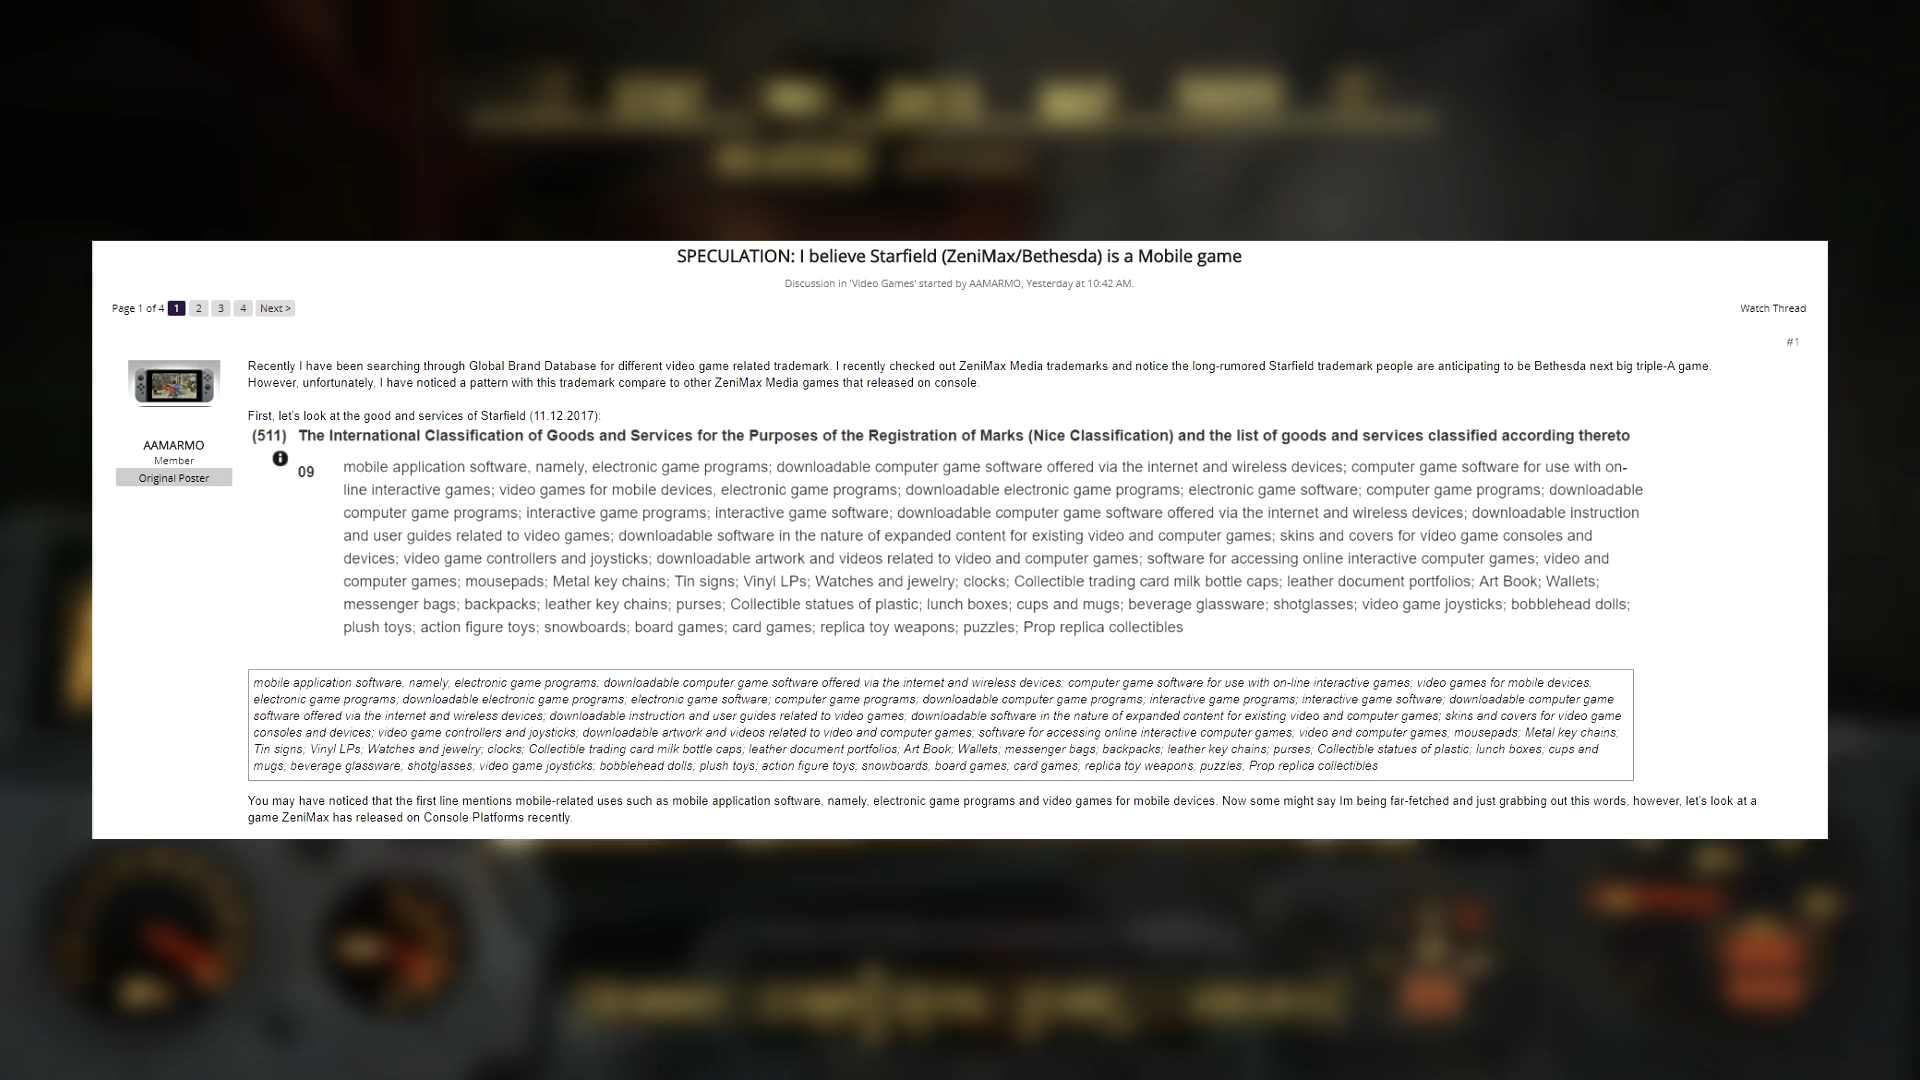 SPECULATION: I believe Starfield (ZeniMax/Bethesda) is a Mobile game
Discussion in 'Video Games' started by AAMARMO, Yesterday at 10:42 AM.
Page 1 of 4 1 2 3 4 Next >
Watch Thread
#1
AAMARMO
Member
Original Poster
Recently I have been searching through Global Brand Database for different video game related trademark. I recently checked out ZeniMax Media trademarks and notice the long-rumored Starfield trademark people are anticipating to be Bethesda next big triple-A game.
However, unfortunately, I have noticed a pattern with this trademark compare to other ZeniMax Media games that released on console.
First, let's look at the good and services of Starfield (11.12.2017):
(511) The International Classification of Goods and Services for the Purposes of the Registration of Marks (Nice Classification) and the list of goods and services classified according thereto
09
mobile application software, namely, electronic game programs; downloadable computer game software offered via the internet and wireless devices; computer game software for use with on-
line interactive games; video games for mobile devices, electronic game programs; downloadable electronic game programs; electronic game software; computer game programs; downloadable
computer game programs; interactive game programs; interactive game software; downloadable computer game software offered via the internet and wireless devices; downloadable instruction
and user guides related to video games; downloadable software in the nature of expanded content for existing video and computer games; skins and covers for video game consoles and
devices; video game controllers and joysticks; downloadable artwork and videos related to video and computer games; software for accessing online interactive computer games; video and
computer games; mousepads; Metal key chains; Tin signs; Vinyl LPs; Watches and jewelry; clocks; Collectible trading card milk bottle caps; leather document portfolios; Art Book; Wallets;
messenger bags; backpacks; leather key chains; purses; Collectible statues of plastic; lunch boxes; cups and mugs; beverage glassware; shotglasses; video game joysticks; bobblehead dolls;
plush toys; action figure toys; snowboards; board games; card games; replica toy weapons; puzzles; Prop replica collectibles
mobile application software, namely, electronic game programs; downloadable computer game software offered via the internet and wireless devices; computer game software for use with on-line interactive games; video games for mobile devices,
electronic game programs; downloadable electronic game programs; electronic game software; computer game programs; downloadable computer game programs; interactive game programs; interactive game software; downloadable computer game
software offered via the internet and wireless devices; downloadable instruction and user guides related to video games; downloadable software in the nature of expanded content for existing video and computer games; skins and covers for video game
consoles and devices; video game controllers and joysticks; downloadable artwork and videos related to video and computer games; software for accessing online interactive computer games; video and computer games; mousepads; Metal key chains;
Tin signs; Vinyl LPs; Watches and jewelry; clocks; Collectible trading card milk bottle caps; leather document portfolios; Art Book; Wallets; messenger bags; backpacks; leather key chains; purses; Collectible statues of plastic; lunch boxes; cups and
mugs; beverage glassware; shotglasses; video game joysticks; bobblehead dolls; plush toys; action figure toys; snowboards; board games; card games; replica toy weapons; puzzles; Prop replica collectibles
You may have noticed that the first line mentions mobile-related uses such as mobile application software, namely, electronic game programs and video games for mobile devices. Now some might say Im being far-fetched and just grabbing out this words, however, let's look at a
game ZeniMax has released on Console Platforms recently.